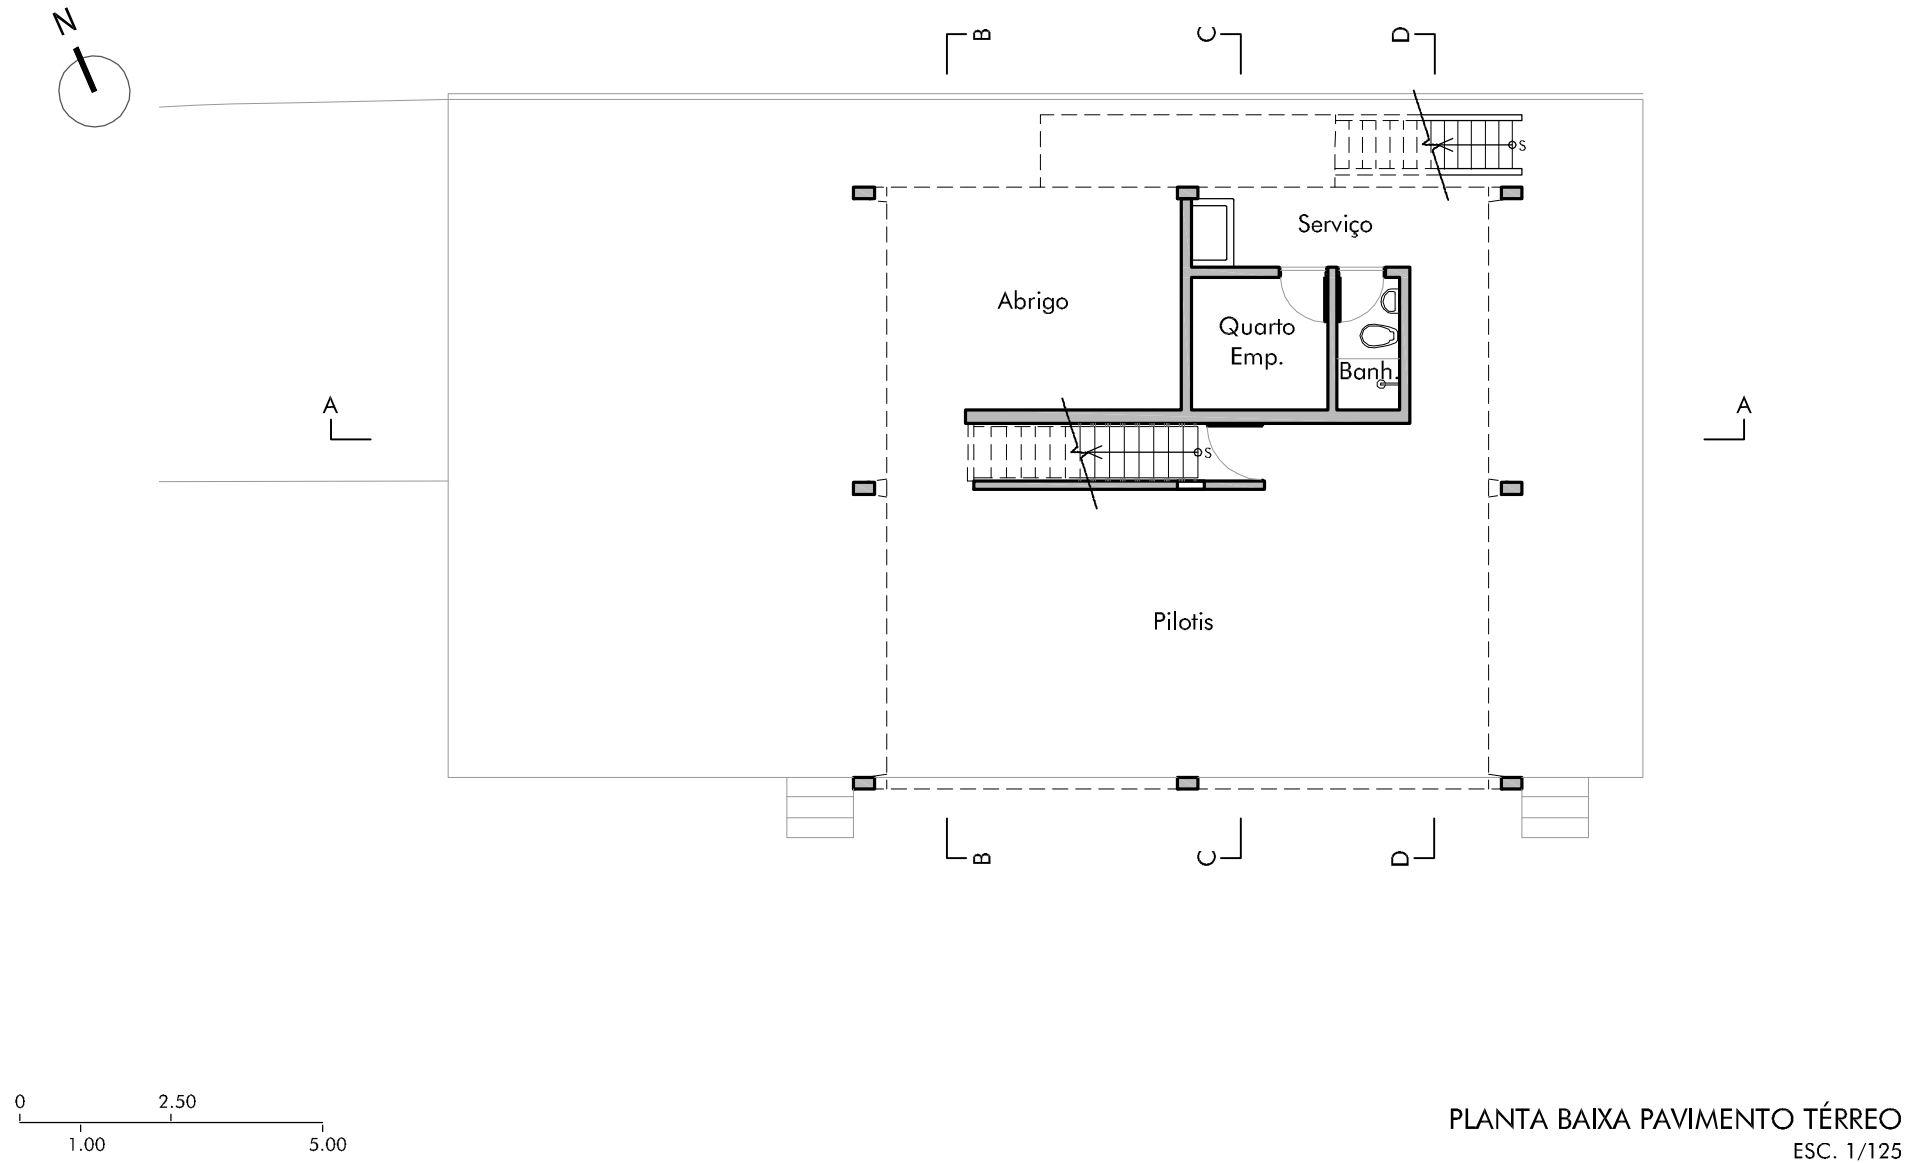 N
B
C
D
S
Serviço
Abrigo
Quarto
Emp.
Banh.
A
A
S
Pilotis
B
C
D
0
2.50
1.00
5.00
PLANTA BAIXA PAVIMENTO TÉRREO
ESC. 1/125